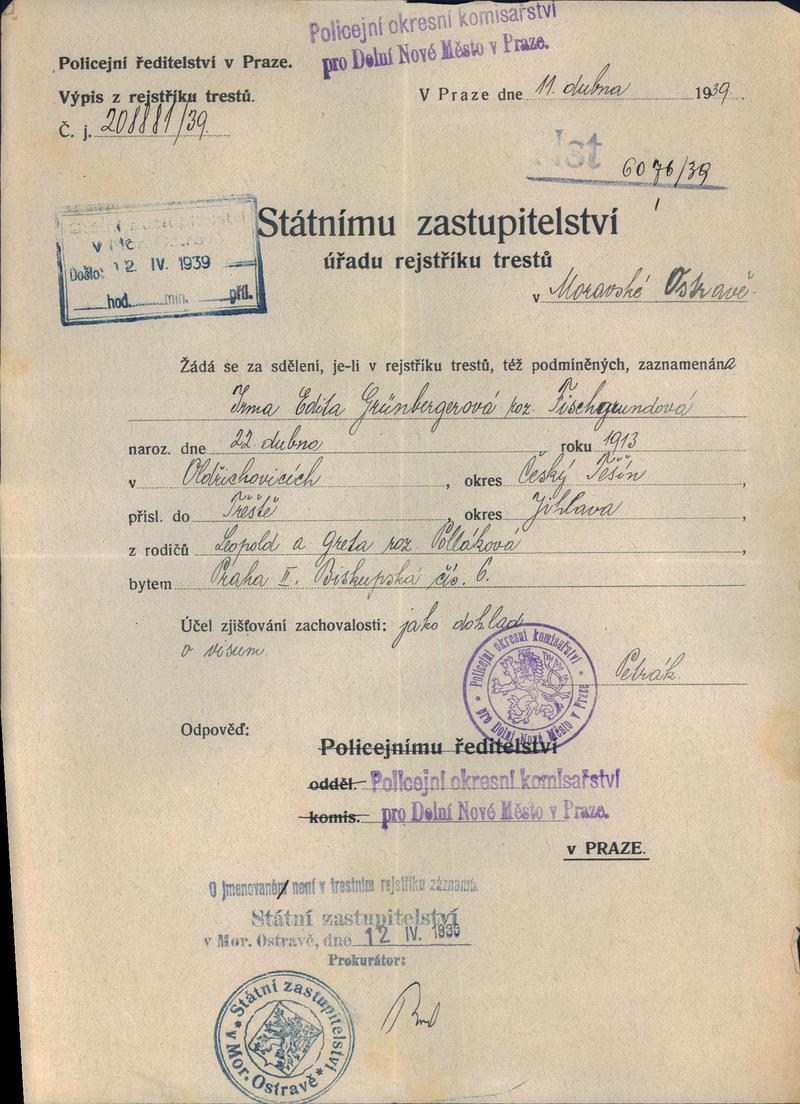 Policejní okresní komisařství
pro Dolní Nové Město v Praze.
Policejní ředitelství v Praze.
Výpis z rejstříku trestů.
V Praze dne 11. dubna 1939.
Č. j. 208881/39.
Nst 6076/39
Státní zastupitelství
v Mor. Ostravě
Došlo: 12. IV. 1939
hod. min. příl.
Státnímu zastupitelství
úřadu rejstříku trestů
v Moravské Ostravě.
Žádá se za sdělení, je-li v rejstříku trestů, též podmíněných, zaznamenána
Irma Edita Grünbergerová roz. Fischgrundová
naroz. dne 22. dubna roku 1913
v Oldřichovicích, okres Český Těšín,
přísl. do Třešťě, okres Jihlava,
z rodičů Leopold a Greta roz. Polláková,
bytem Praha II. Biskupská čís. 6.
Účel zjišťování zachovalosti: jako dohlad
o visum.
Petrák.
Policejní okresní komisařství
pro Dolní Nové Město v Praze
Odpověď:
Policejnímu ředitelství
odděl. Policejní okresní komisařství
komis. pro Dolní Nové Město v Praze.
v PRAZE.
O jmenovaném není v trestním rejstříku záznamu.
Státní zastupitelství
v Mor. Ostravě, dne 12 IV. 1939
Prokurátor:
Státní zastupitelství
v Mor. Ostravě